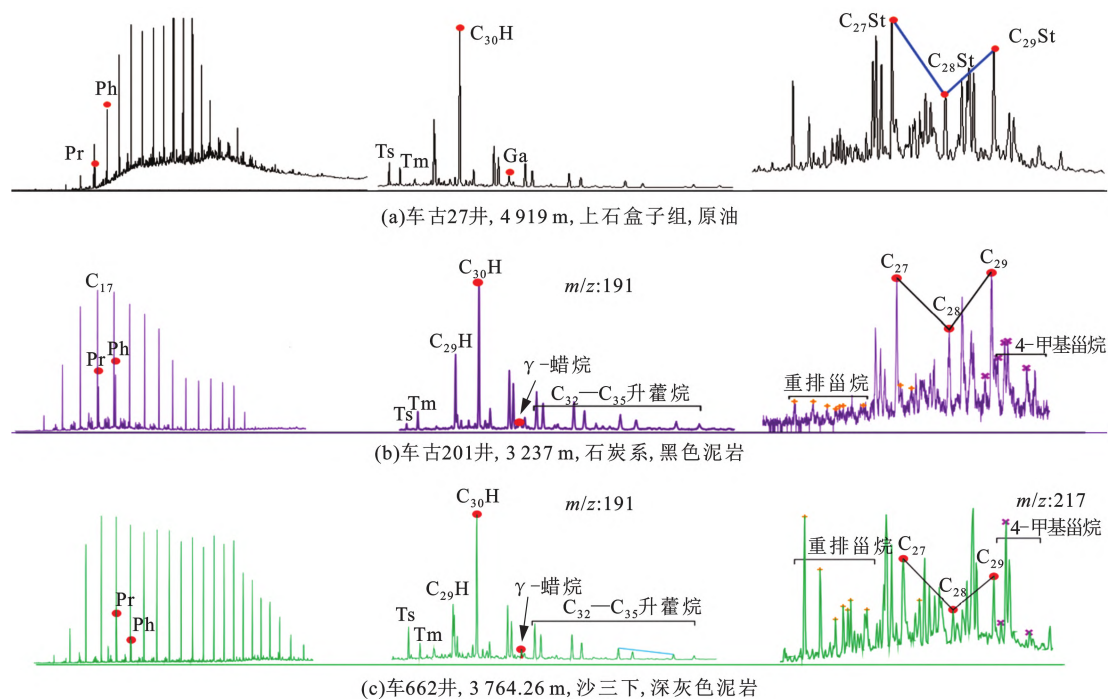 Ph
Pr
C₃₀H
Ts
Tm
Ga
C₂₇St
C₂₈St
C₂₉St
(a)车古27井, 4 919 m, 上石盒子组, 原油
C₁₇
Pr
Ph
C₃₀H
m/z:191
C₂₉H
γ-蜡烷
Ts
Tm
C₃₂—C₃₅升藿烷
C₂₇
C₂₈
C₂₉
4-甲基甾烷
重排甾烷
(b)车古201井, 3 237 m, 石炭系, 黑色泥岩
Pr
Ph
C₃₀H
m/z:191
C₂₉H
γ-蜡烷
Ts
Tm
C₃₂—C₃₅升藿烷
m/z:217
4-甲基甾烷
重排甾烷
C₂₇
C₂₈
C₂₉
(c)车662井, 3 764.26 m, 沙三下, 深灰色泥岩